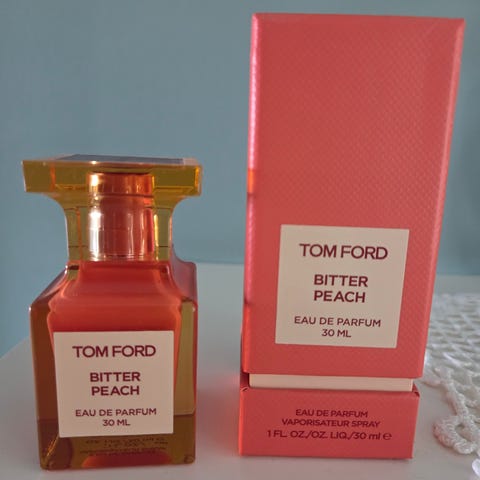 TOM FORD
BITTER
PEACH
EAU DE PARFUM
30 ML
TOM FORD
BITTER
PEACH
EAU DE PARFUM
30 ML
EAU DE PARFUM
VAPORISATEUR SPRAY
1 FL. OZ./OZ. LIQ./30 ml e